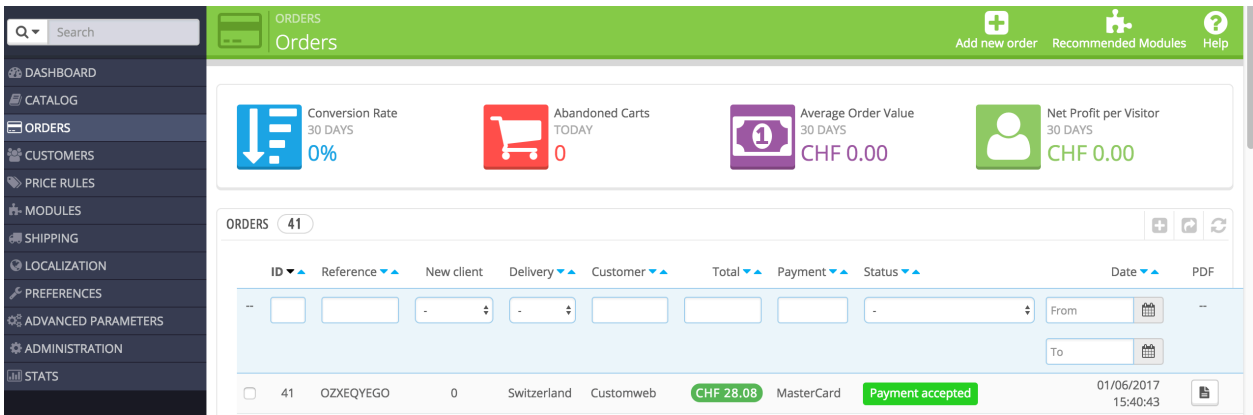 Search
DASHBOARD
CATALOG
ORDERS
CUSTOMERS
PRICE RULES
MODULES
SHIPPING
LOCALIZATION
PREFERENCES
ADVANCED PARAMETERS
ADMINISTRATION
STATS
ORDERS
Orders
Add new order Recommended Modules Help
Conversion Rate
30 DAYS
0%
Abandoned Carts
TODAY
0
Average Order Value
30 DAYS
CHF 0.00
Net Profit per Visitor
30 DAYS
CHF 0.00
ORDERS 41
ID Reference New client Delivery Customer Total Payment Status Date PDF
-- - - - From --
To
41 OZXEQYEGO 0 Switzerland Customweb CHF 28.08 MasterCard Payment accepted 01/06/2017
15:40:43